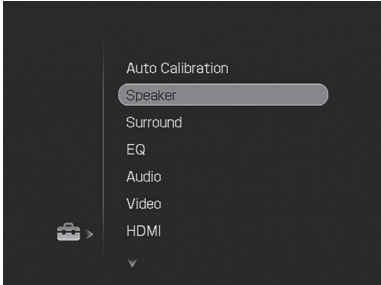 Auto Calibration
Speaker
Surround
EQ
Audio
Video
HDMI